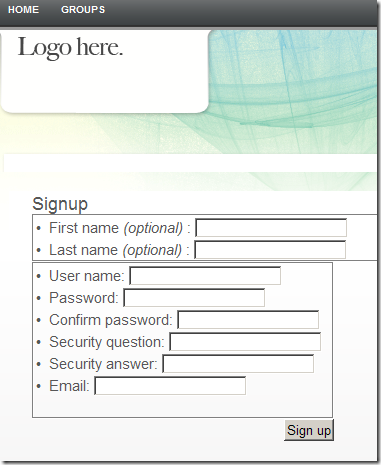 HOME GROUPS
Logo here.
Signup
• First name (optional) :
• Last name (optional) :
• User name:
• Password:
• Confirm password:
• Security question:
• Security answer:
• Email:
Sign up